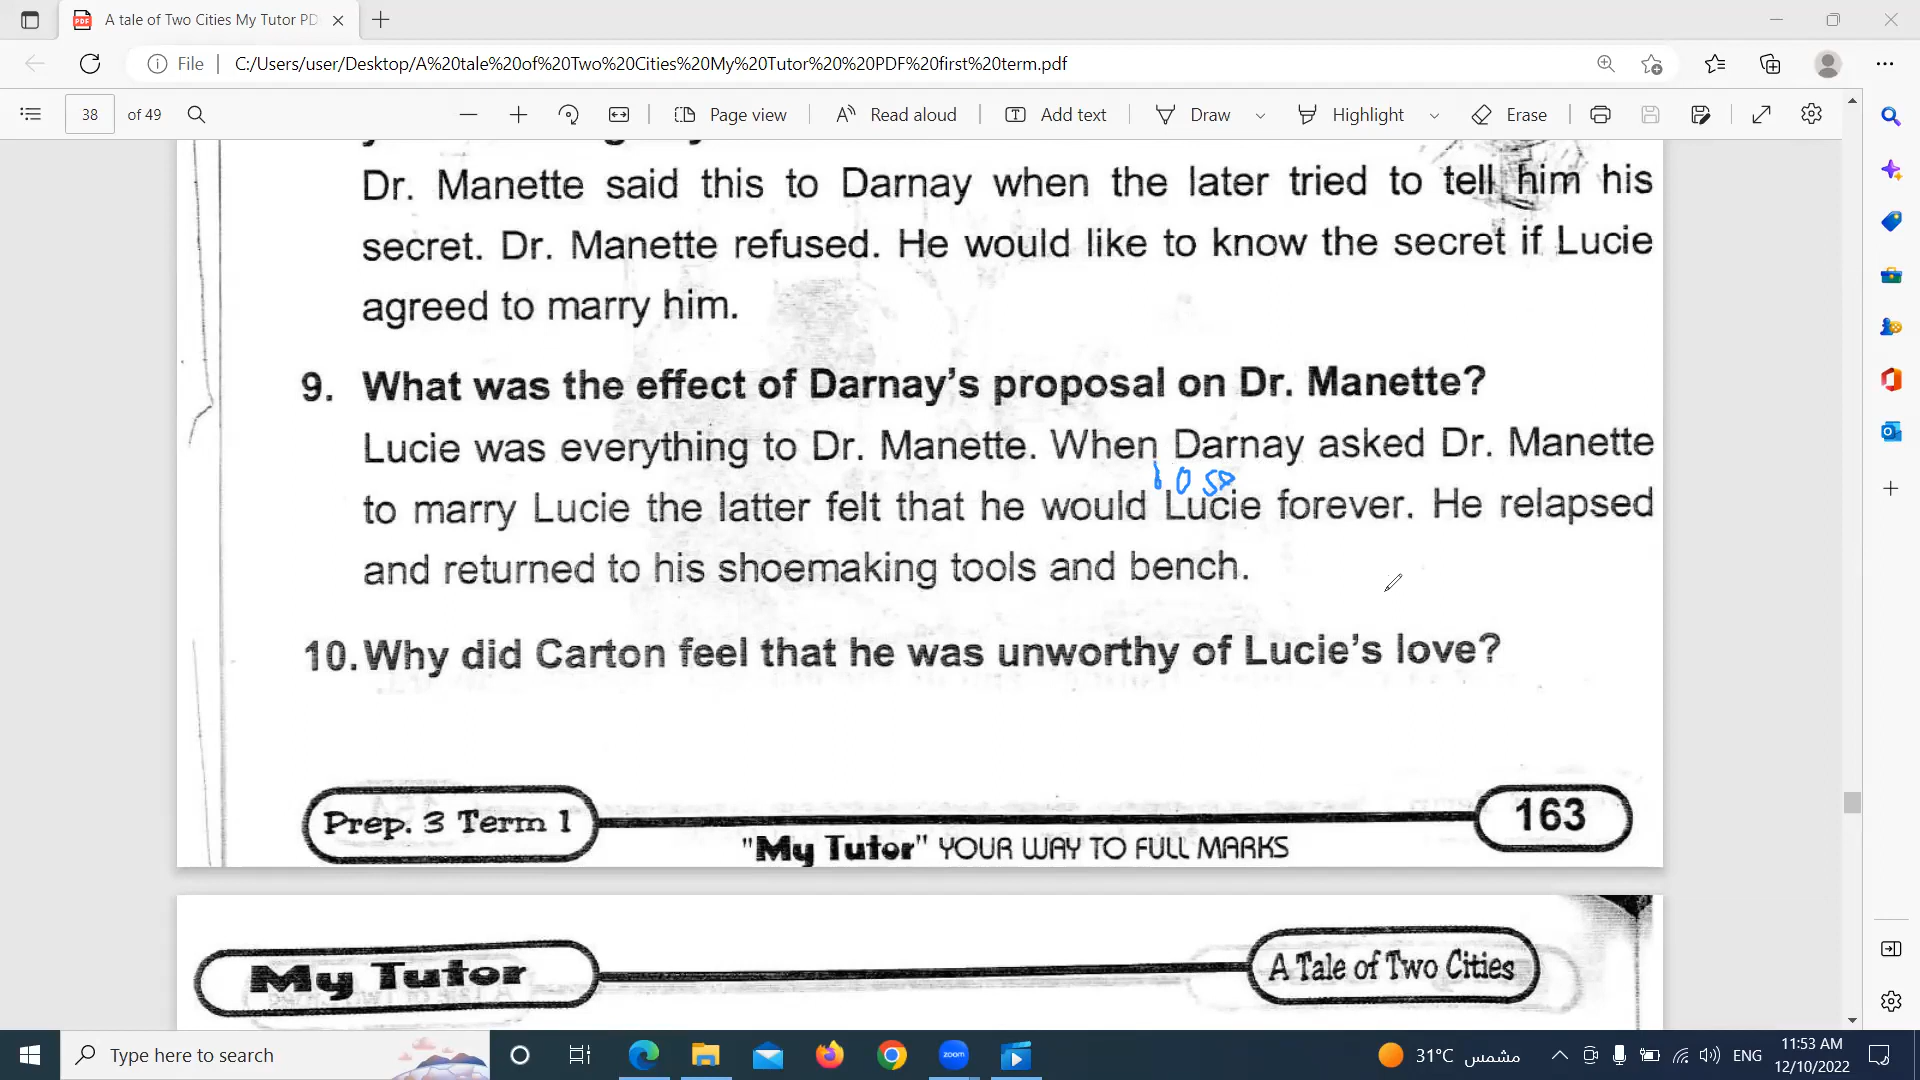 A tale of Two Cities My Tutor PD
File
C:/Users/user/Desktop/A%20tale%20of%20Two%20Cities%20My%20Tutor%20%20PDF%20first%20term.pdf
38 of 49
Page view
Read aloud
Add text
Draw
Highlight
Erase
Dr. Manette said this to Darnay when the later tried to tell him his
secret. Dr. Manette refused. He would like to know the secret if Lucie
agreed to marry him.
9. What was the effect of Darnay's proposal on Dr. Manette?
Lucie was everything to Dr. Manette. When Darnay asked Dr. Manette
lose
to marry Lucie the latter felt that he would Lucie forever. He relapsed
and returned to his shoemaking tools and bench.
10. Why did Carton feel that he was unworthy of Lucie's love?
Prep. 3 Term 1
163
"My Tutor" YOUR WAY TO FULL MARKS
My Tutor
A Tale of Two Cities
Type here to search
zoom
31°C مشمس
ENG
11:53 AM
12/10/2022